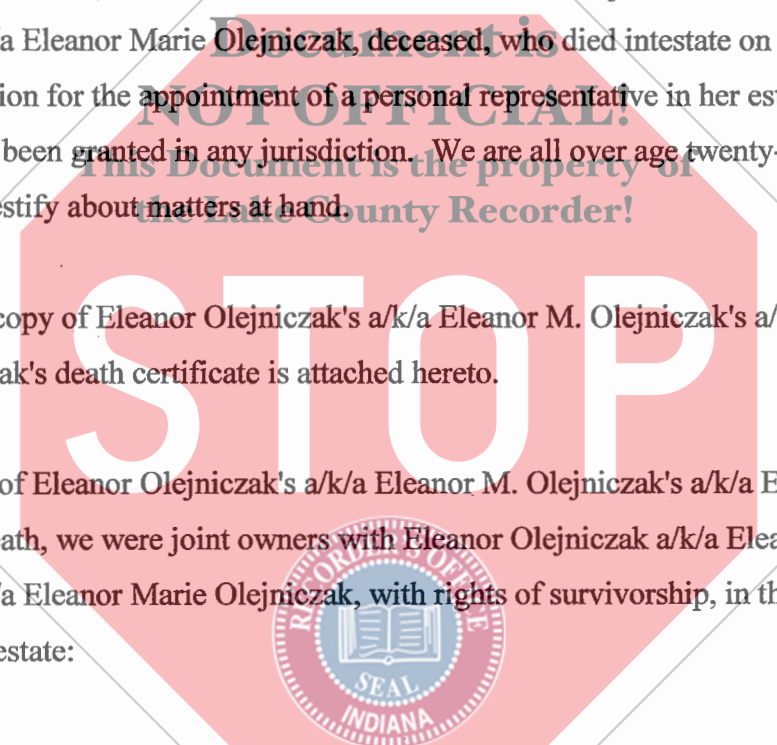 Document is
/a Eleanor Marie Olejniczak, deceased, who died intestate on
NOT OFFICIAL!
ion for the appointment of a personal representative in her es
This Document is the property of
been granted in any jurisdiction. We are all over age twenty-
the Lake County Recorder!
estify about matters at hand.
copy of Eleanor Olejniczak's a/k/a Eleanor M. Olejniczak's a/
ak's death certificate is attached hereto.
STOP
of Eleanor Olejniczak's a/k/a Eleanor M. Olejniczak's a/k/a E
ath, we were joint owners with Eleanor Olejniczak a/k/a Elea
/a Eleanor Marie Olejniczak, with rights of survivorship, in th
estate:
RECORDER'S OFFICE
SEAL
INDIANA